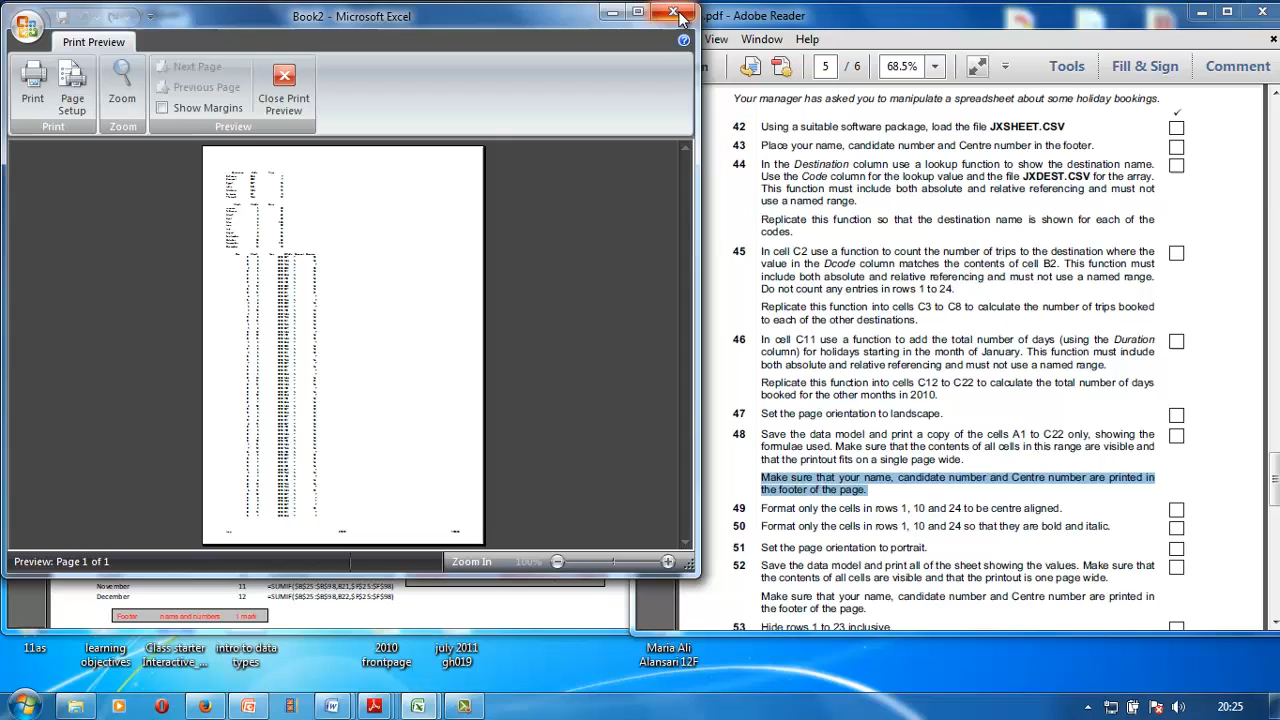 Book2 - Microsoft Excel
Print Preview
Print
Page
Setup
Zoom
Next Page
Previous Page
Show Margins
Close Print
Preview
Print
Zoom
Preview
Preview: Page 1 of 1
Zoom In
100%
November 11 =SUMIF($B$25:$B$98,B21,$F$25:$F$98)
December 12 =SUMIF($B$25:$B$98,B22,$F$25:$F$98)
Footer name and numbers 1 mark
.pdf - Adobe Reader
View Window Help
5 / 6 68.5%
Tools Fill & Sign Comment
Your manager has asked you to manipulate a spreadsheet about some holiday bookings.
42 Using a suitable software package, load the file JXSHEET.CSV
43 Place your name, candidate number and Centre number in the footer.
44 In the Destination column use a lookup function to show the destination name.
Use the Code column for the lookup value and the file JXDEST.CSV for the array.
This function must include both absolute and relative referencing and must not
use a named range.
Replicate this function so that the destination name is shown for each of the
codes.
45 In cell C2 use a function to count the number of trips to the destination where the
value in the Dcode column matches the contents of cell B2. This function must
include both absolute and relative referencing and must not use a named range.
Do not count any entries in rows 1 to 24.
Replicate this function into cells C3 to C8 to calculate the number of trips booked
to each of the other destinations.
46 In cell C11 use a function to add the total number of days (using the Duration
column) for holidays starting in the month of January. This function must include
both absolute and relative referencing and must not use a named range.
Replicate this function into cells C12 to C22 to calculate the total number of days
booked for the other months in 2010.
47 Set the page orientation to landscape.
48 Save the data model and print a copy of the cells A1 to C22 only, showing the
formulae used. Make sure that the contents of all cells in this range are visible and
that the printout fits on a single page wide.
Make sure that your name, candidate number and Centre number are printed in
the footer of the page.
49 Format only the cells in rows 1, 10 and 24 to be centre aligned.
50 Format only the cells in rows 1, 10 and 24 so that they are bold and italic.
51 Set the page orientation to portrait.
52 Save the data model and print all of the sheet showing the values. Make sure that
the contents of all cells are visible and that the printout is one page wide.
Make sure that your name, candidate number and Centre number are printed in
the footer of the page.
53 Hide rows 1 to 23 inclusive.
11as
learning
objectives
Class starter
Interactive_...
intro to data
types
2010
frontpage
july 2011
gh019
Maria Ali
Alansari 12F
20:25